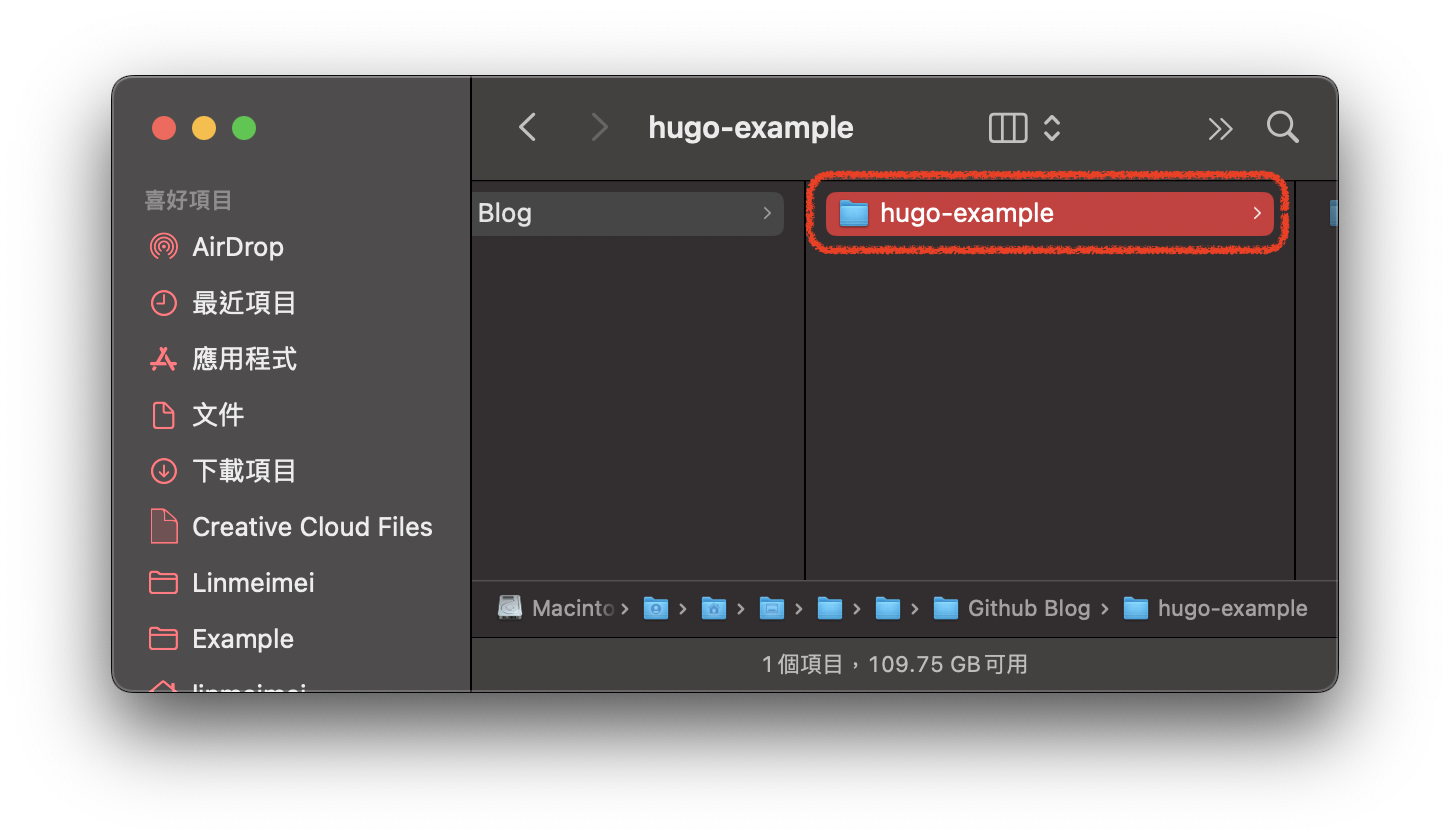 hugo-example
喜好項目
AirDrop
最近項目
應用程式
文件
下載項目
Creative Cloud Files
Linmeimei
Example
linmeimei
Blog
hugo-example
Macinto
Github Blog
hugo-example
1 個項目，109.75 GB 可用